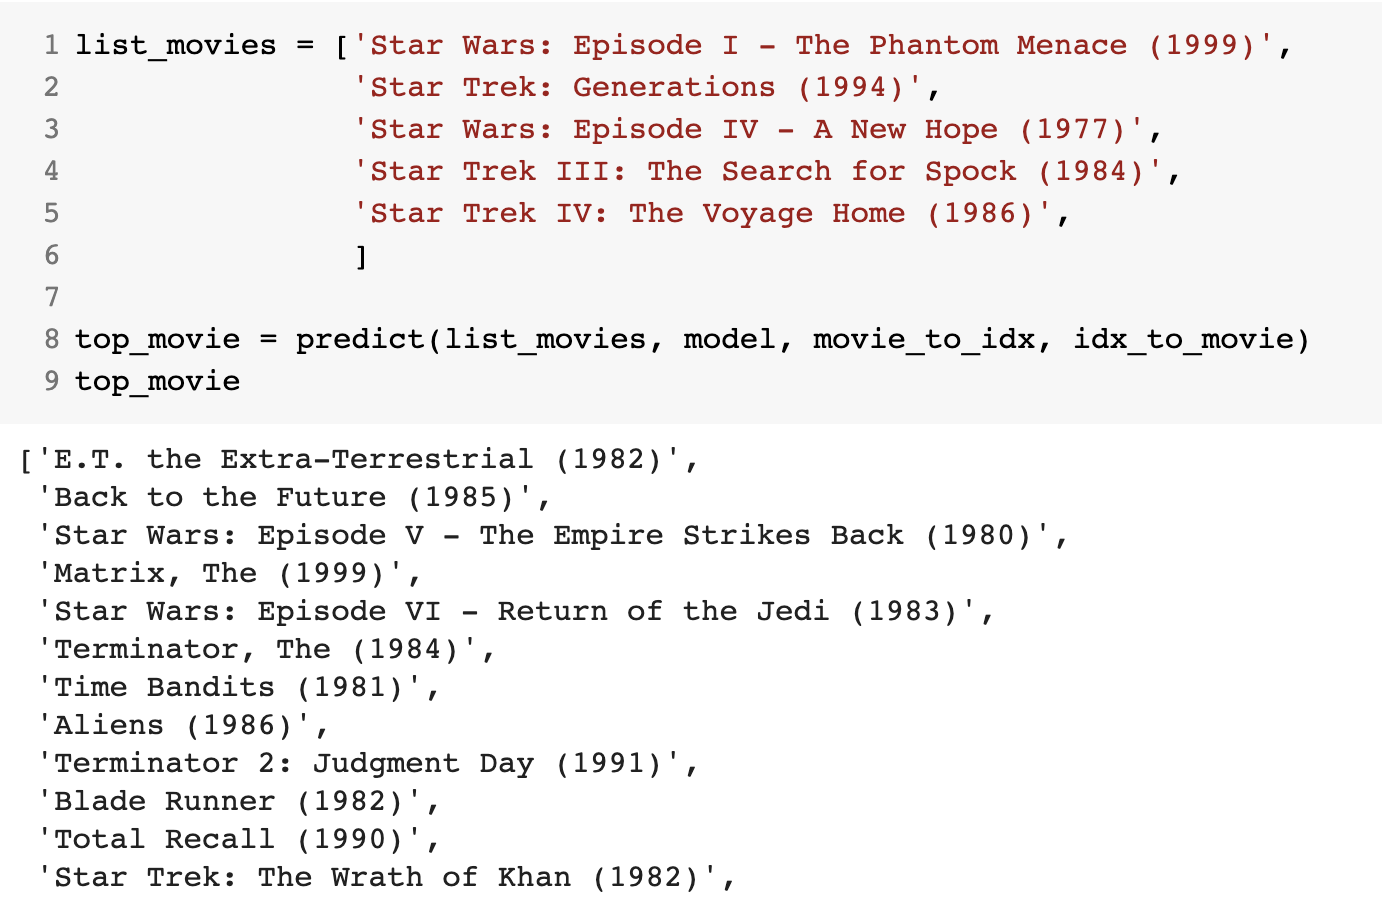 1 list_movies = ['Star Wars: Episode I - The Phantom Menace (1999)',
2 'Star Trek: Generations (1994)',
3 'Star Wars: Episode IV - A New Hope (1977)',
4 'Star Trek III: The Search for Spock (1984)',
5 'Star Trek IV: The Voyage Home (1986)',
6 ]
7
8 top_movie = predict(list_movies, model, movie_to_idx, idx_to_movie)
9 top_movie
['E.T. the Extra-Terrestrial (1982)',
'Back to the Future (1985)',
'Star Wars: Episode V - The Empire Strikes Back (1980)',
'Matrix, The (1999)',
'Star Wars: Episode VI - Return of the Jedi (1983)',
'Terminator, The (1984)',
'Time Bandits (1981)',
'Aliens (1986)',
'Terminator 2: Judgment Day (1991)',
'Blade Runner (1982)',
'Total Recall (1990)',
'Star Trek: The Wrath of Khan (1982)',